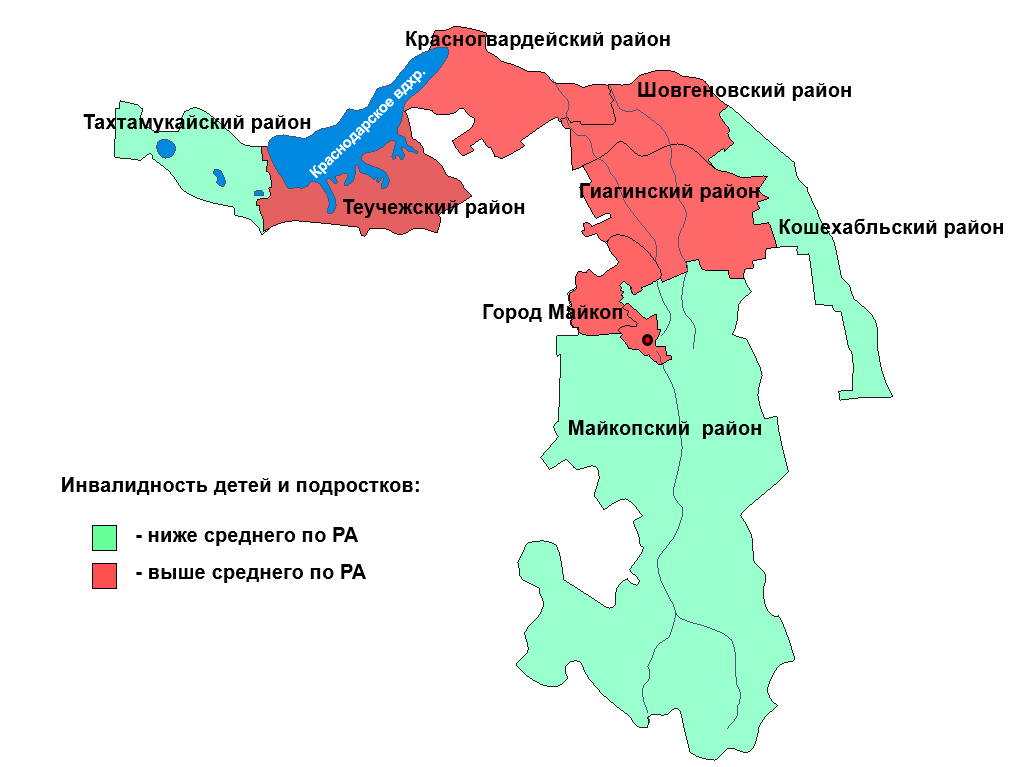 Красногвардейский район
Шовгеновский район
Тахтамукайский район
Краснодарское вдхр.
Гиагинский район
Теучежский район
Кошехабльский район
Город Майкоп
Майкопский район
Инвалидность детей и подростков:
- ниже среднего по РА
- выше среднего по РА